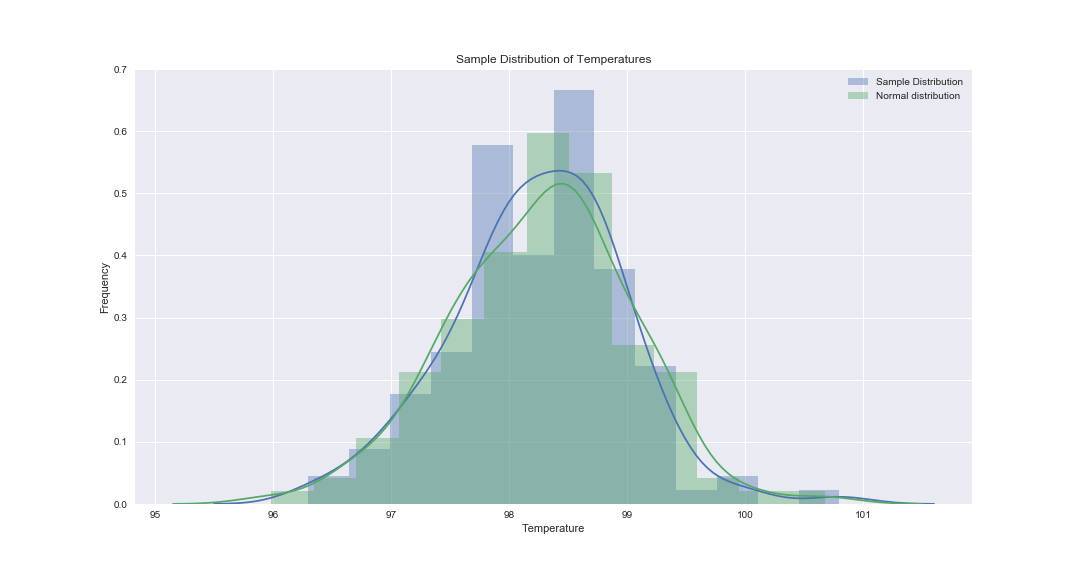 Sample Distribution of Temperatures
Sample Distribution
Normal distribution
Frequency
0.7
0.6
0.5
0.4
0.3
0.2
0.1
0.0
95 96 97 98 99 100 101
Temperature